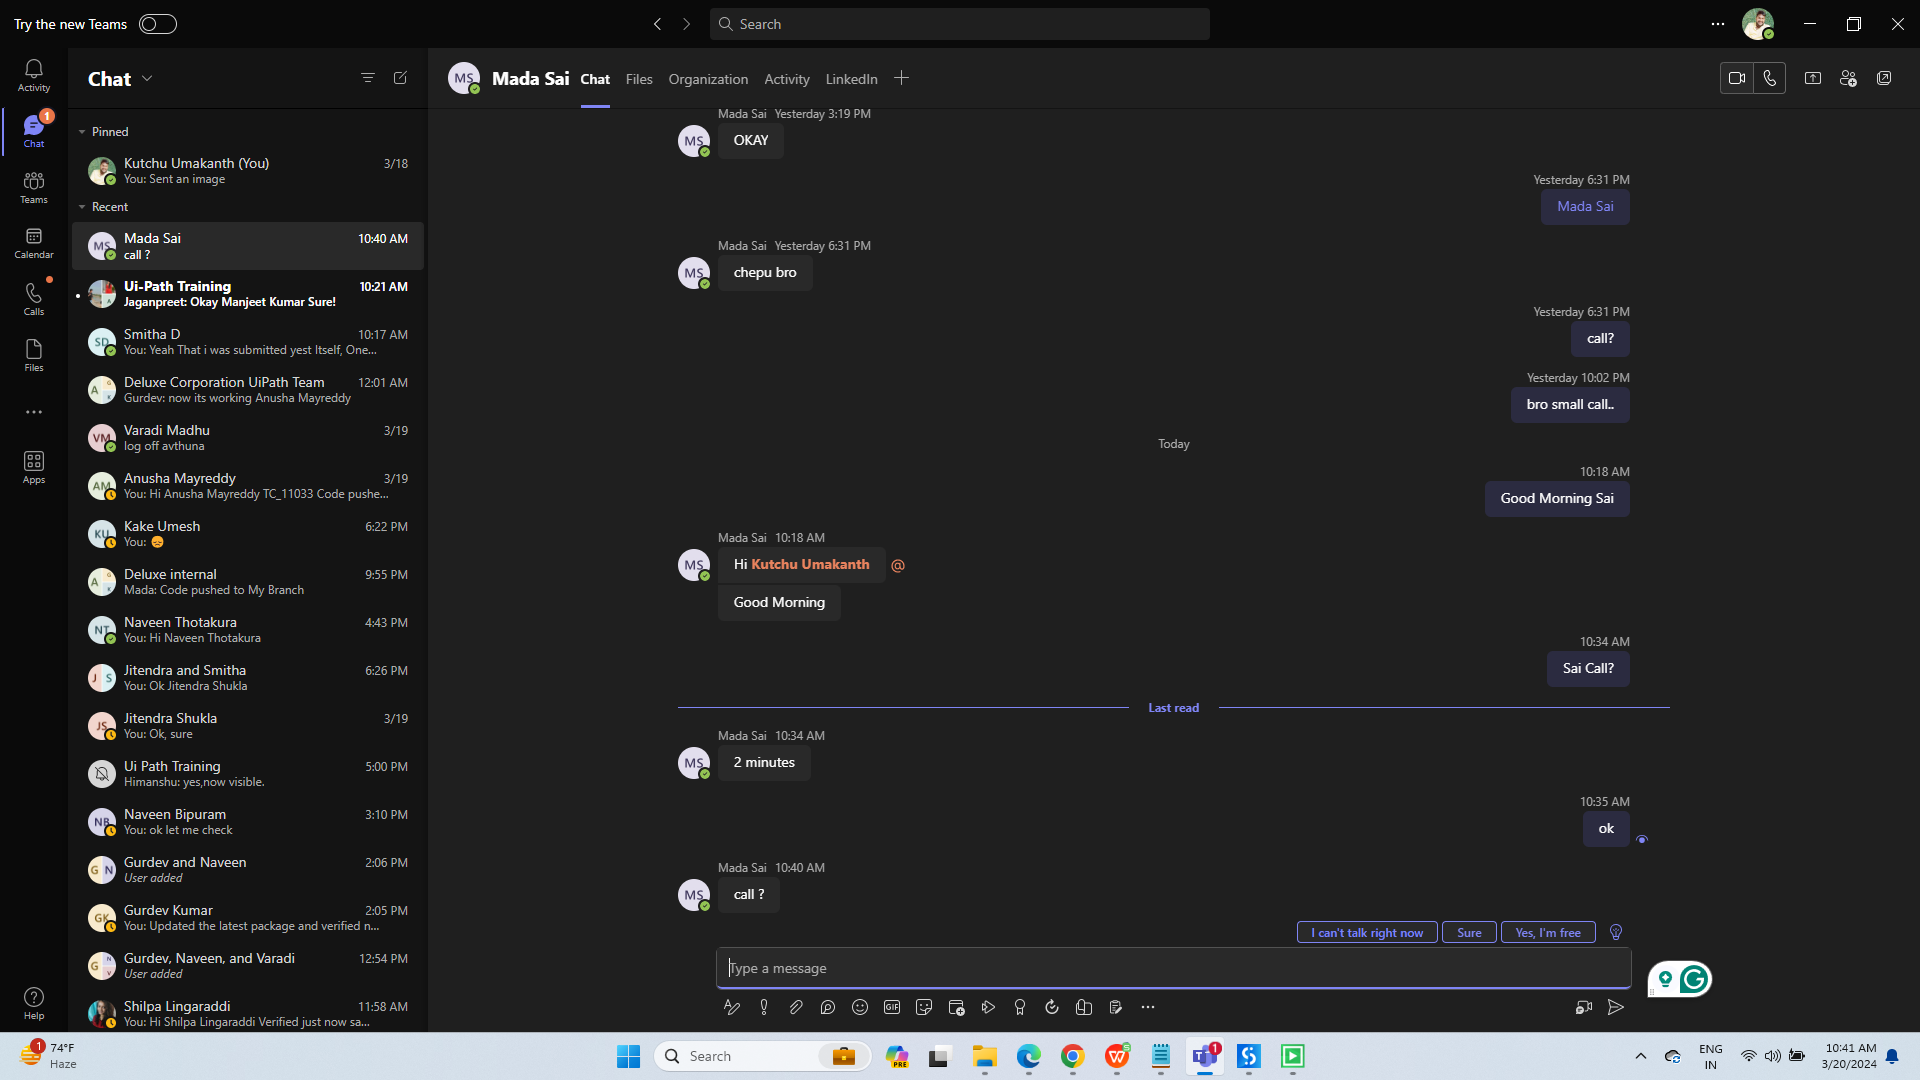 Try the new Teams
Search
Activity
1
Chat
Teams
Calendar
Calls
Files
Apps
Help
Chat
Pinned
Kutchu Umakanth (You) 3/18
You: Sent an image
Recent
MS Mada Sai 10:40 AM
call ?
Ui-Path Training 10:21 AM
Jaganpreet: Okay Manjeet Kumar Sure!
SD Smitha D 10:17 AM
You: Yeah That i was submitted yest Itself, One...
Deluxe Corporation UiPath Team 12:01 AM
Gurdev: now its working Anusha Mayreddy
VM Varadi Madhu 3/19
log off avthuna
AM Anusha Mayreddy 3/19
You: Hi Anusha Mayreddy TC_11033 Code pushe...
KU Kake Umesh 6:22 PM
You:
Deluxe internal 9:55 PM
Mada: Code pushed to My Branch
NT Naveen Thotakura 4:43 PM
You: Hi Naveen Thotakura
J S Jitendra and Smitha 6:26 PM
You: Ok Jitendra Shukla
JS Jitendra Shukla 3/19
You: Ok, sure
Ui Path Training 5:00 PM
Himanshu: yes,now visible.
NB Naveen Bipuram 3:10 PM
You: ok let me check
G N Gurdev and Naveen 2:06 PM
User added
GK Gurdev Kumar 2:05 PM
You: Updated the latest package and verified n...
Gurdev, Naveen, and Varadi 12:54 PM
User added
Shilpa Lingaraddi 11:58 AM
You: Hi Shilpa Lingaraddi Verified just now sa...
MS Mada Sai Chat Files Organization Activity LinkedIn
Mada Sai Yesterday 3:19 PM
MS OKAY
Yesterday 6:31 PM
Mada Sai
Mada Sai Yesterday 6:31 PM
MS chepu bro
Yesterday 6:31 PM
call?
Yesterday 10:02 PM
bro small call..
Today
10:18 AM
Good Morning Sai
Mada Sai 10:18 AM
MS Hi Kutchu Umakanth @
Good Morning
10:34 AM
Sai Call?
Last read
Mada Sai 10:34 AM
MS 2 minutes
10:35 AM
ok
Mada Sai 10:40 AM
MS call ?
I can't talk right now Sure Yes, I'm free
Type a message
GIF
1 74°F
Haze
Search
PRE
1
ENG
IN
10:41 AM
3/20/2024